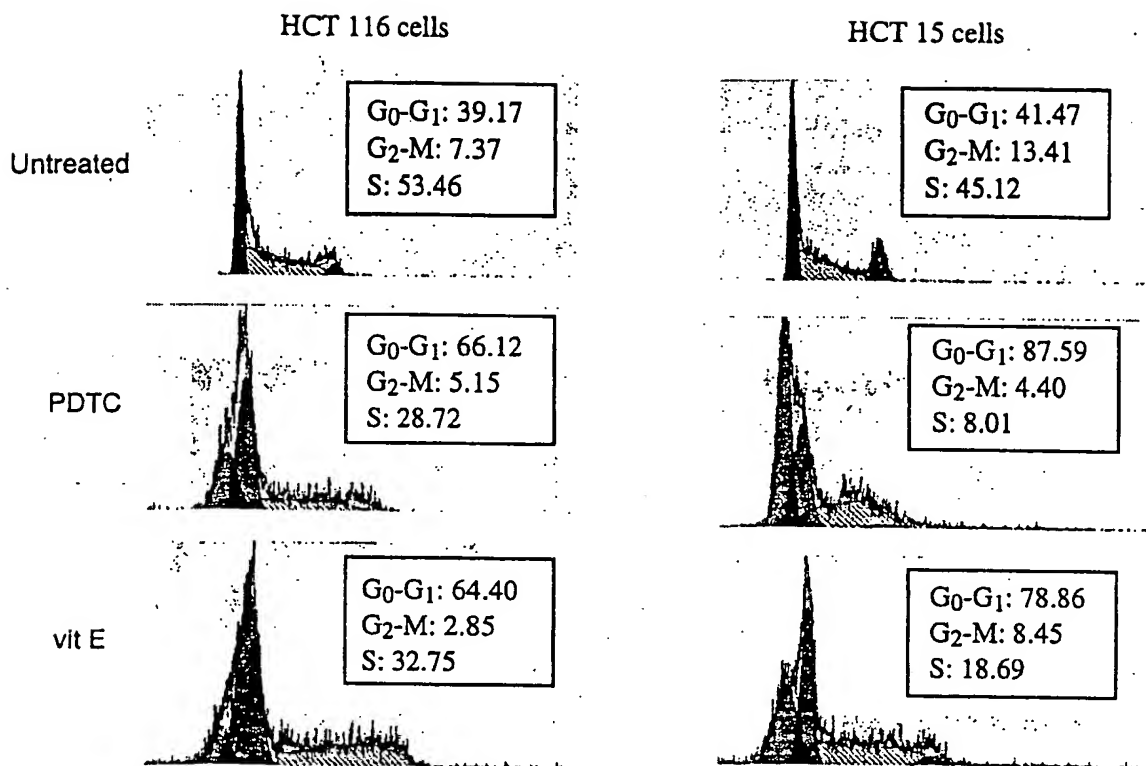 HCT 116 cells
HCT 15 cells
Untreated
G₀-G₁: 39.17
G₂-M: 7.37
S: 53.46
G₀-G₁: 41.47
G₂-M: 13.41
S: 45.12
PDTC
G₀-G₁: 66.12
G₂-M: 5.15
S: 28.72
G₀-G₁: 87.59
G₂-M: 4.40
S: 8.01
vit E
G₀-G₁: 64.40
G₂-M: 2.85
S: 32.75
G₀-G₁: 78.86
G₂-M: 8.45
S: 18.69